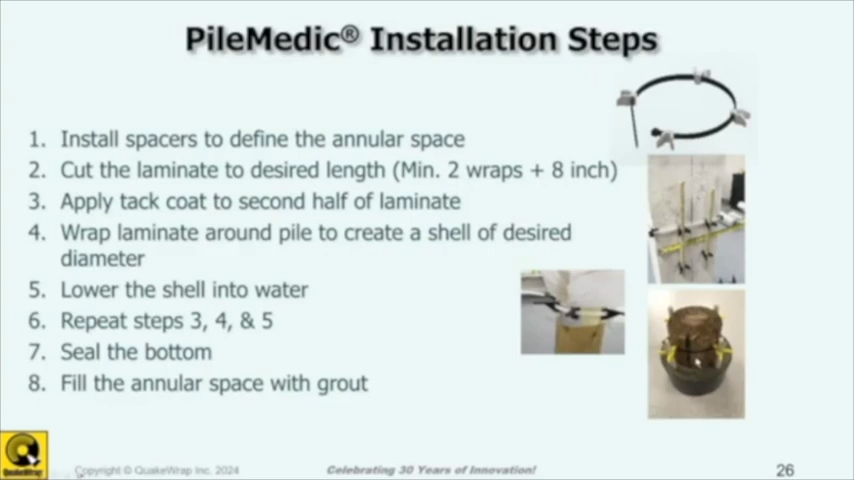 PileMedic® Installation Steps
1. Install spacers to define the annular space
2. Cut the laminate to desired length (Min. 2 wraps + 8 inch)
3. Apply tack coat to second half of laminate
4. Wrap laminate around pile to create a shell of desired
diameter
5. Lower the shell into water
6. Repeat steps 3, 4, & 5
7. Seal the bottom
8. Fill the annular space with grout
QuakeWrap
Copyright © QuakeWrap Inc. 2024
Celebrating 30 Years of Innovation!
26